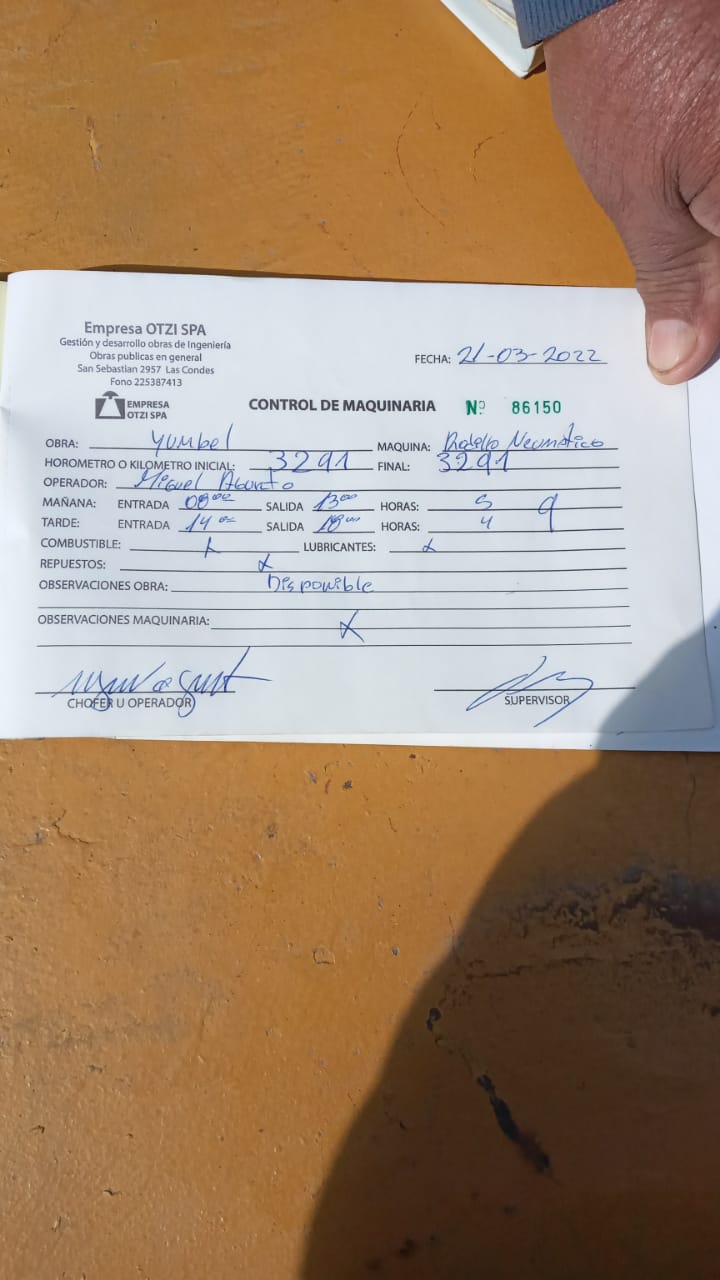 Empresa OTZI SPA
Gestión y desarrollo obras de Ingeniería
Obras publicas en general
San Sebastian 2957 Las Condes
Fono 225387413
EMPRESA
OTZI SPA
FECHA: 21-03-2022
CONTROL DE MAQUINARIA Nº 86150
OBRA: Yumbel MAQUINA: Rodillo Neumático
HOROMETRO O KILOMETRO INICIAL: 3291 FINAL: 3291
OPERADOR: Miguel Aburto
MAÑANA: ENTRADA 08:00 SALIDA 13:00 HORAS: 5 9
TARDE: ENTRADA 14:00 SALIDA 18:00 HORAS: 4
COMBUSTIBLE: X LUBRICANTES: X
REPUESTOS: X
OBSERVACIONES OBRA: Disponible
OBSERVACIONES MAQUINARIA: X
CHOFER U OPERADOR SUPERVISOR